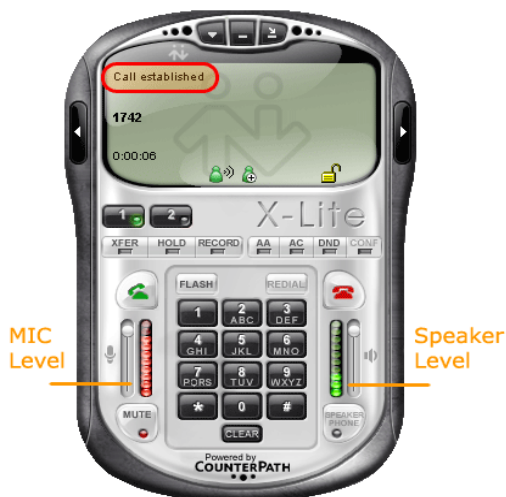 Call established
1742
0:00:06
X-Lite
1 2
XFER HOLD RECORD AA AC DND CONF
FLASH REDIAL
1 2 ABC 3 DEF
4 GHI 5 JKL 6 MNO
7 PQRS 8 TUV 9 WXYZ
* 0 #
CLEAR
MIC
Level
Speaker
Level
MUTE
SPEAKER
PHONE
Powered by
COUNTERPATH